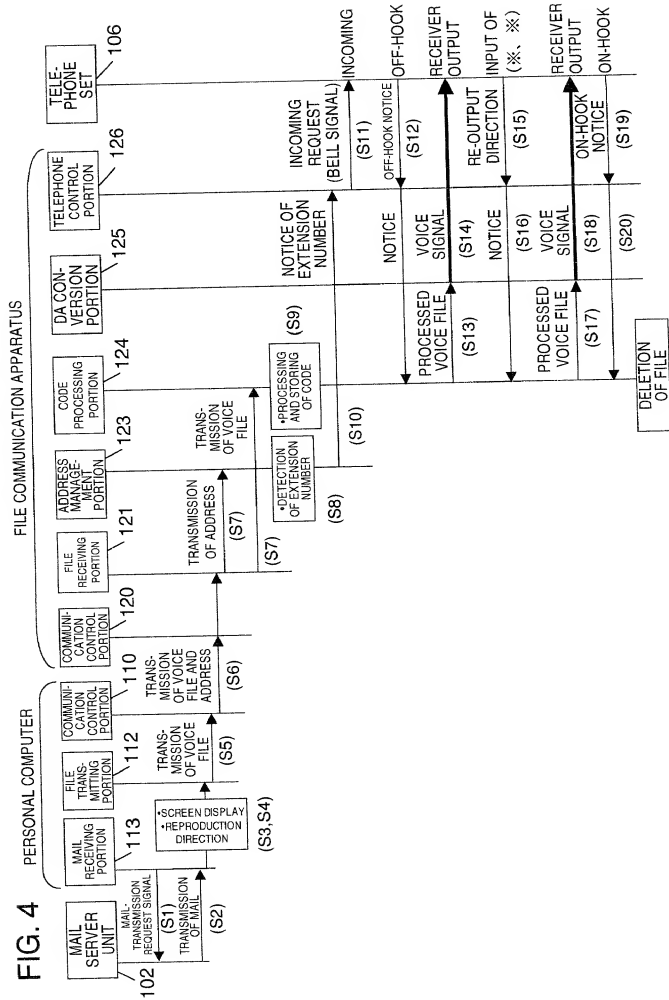 FIG. 4
PERSONAL COMPUTER
FILE COMMUNICATION APPARATUS
MAIL
SERVER
UNIT
102
MAIL
RECEIVING
PORTION
113
FILE
TRANS-
MITTING
PORTION
112
COMMUNI-
CATION
CONTROL
PORTION
110
COMMUNI-
CATION
CONTROL
PORTION
120
FILE
RECEIVING
PORTION
121
ADDRESS
MANAGE-
MENT
PORTION
123
CODE
PROCESSING
PORTION
124
DA CON-
VERSION
PORTION
125
TELEPHONE
CONTROL
PORTION
126
TELE-
PHONE
SET
106
MAIL-
TRANSMISSION
REQUEST SIGNAL
(S1)
TRANSMISSION
OF MAIL
(S2)
•SCREEN DISPLAY
•REPRODUCTION
DIRECTION
(S3,S4)
TRANS-
MISSION
OF VOICE
FILE
(S5)
TRANS-
MISSION
OF VOICE
FILE AND
ADDRESS
(S6)
TRANSMISSION
OF ADDRESS
(S7)
TRANS-
MISSION
OF VOICE
FILE
(S7)
•DETECTION
OF EXTENSION
NUMBER
(S8)
•PROCESSING
AND STORING
OF CODE
(S9)
NOTICE OF
EXTENSION
NUMBER
(S10)
INCOMING
REQUEST
(BELL SIGNAL)
(S11)
INCOMING
OFF-HOOK NOTICE
(S12)
OFF-HOOK
NOTICE
PROCESSED
VOICE FILE
(S13)
VOICE
SIGNAL
(S14)
RECEIVER
OUTPUT
RE-OUTPUT
DIRECTION
(S15)
INPUT OF
(※、※)
NOTICE
(S16)
PROCESSED
VOICE FILE
(S17)
VOICE
SIGNAL
(S18)
RECEIVER
OUTPUT
ON-HOOK
NOTICE
(S19)
ON-HOOK
(S20)
DELETION
OF FILE